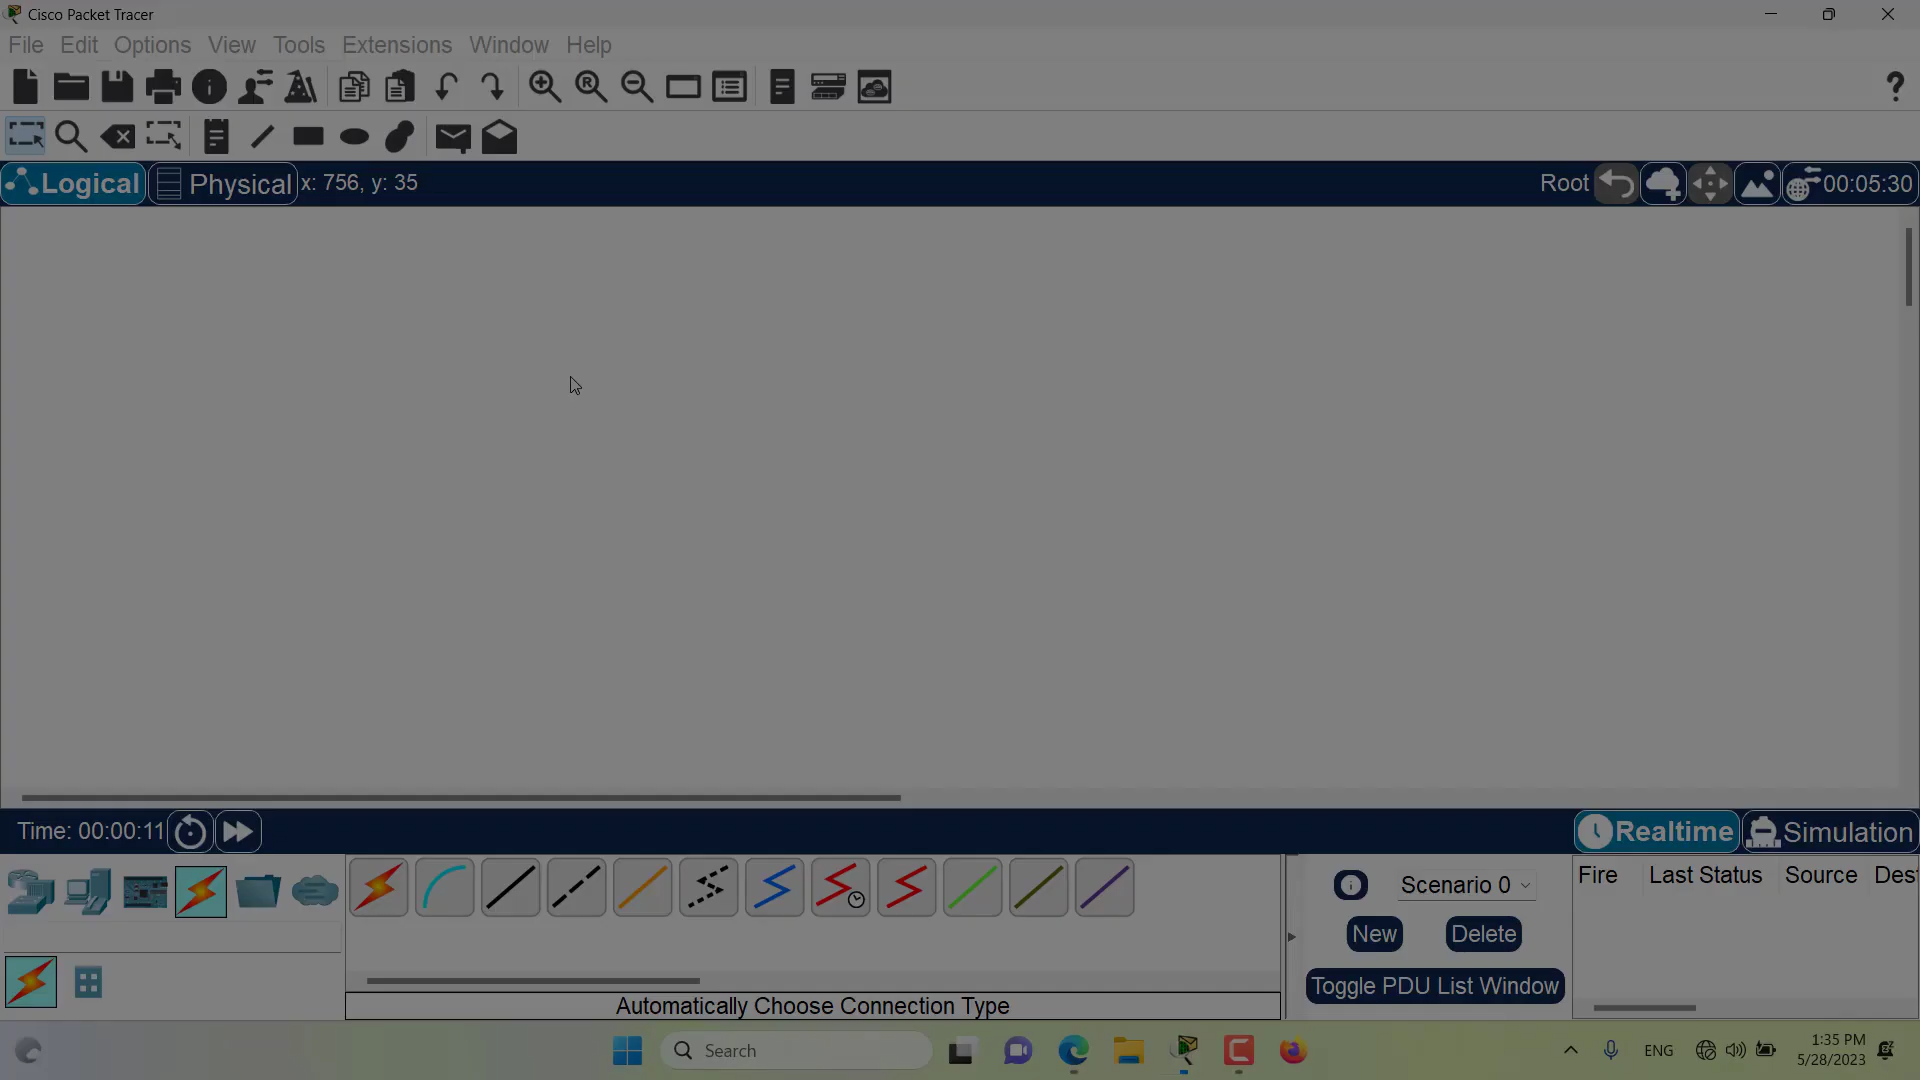 Cisco Packet Tracer
File Edit Options View Tools Extensions Window Help
Logical Physical x: 756, y: 35 Root 00:05:30
Time: 00:00:11 Realtime Simulation
Scenario 0 Fire Last Status Source Dest
New Delete
Toggle PDU List Window
Automatically Choose Connection Type
Search ENG 1:35 PM
5/28/2023